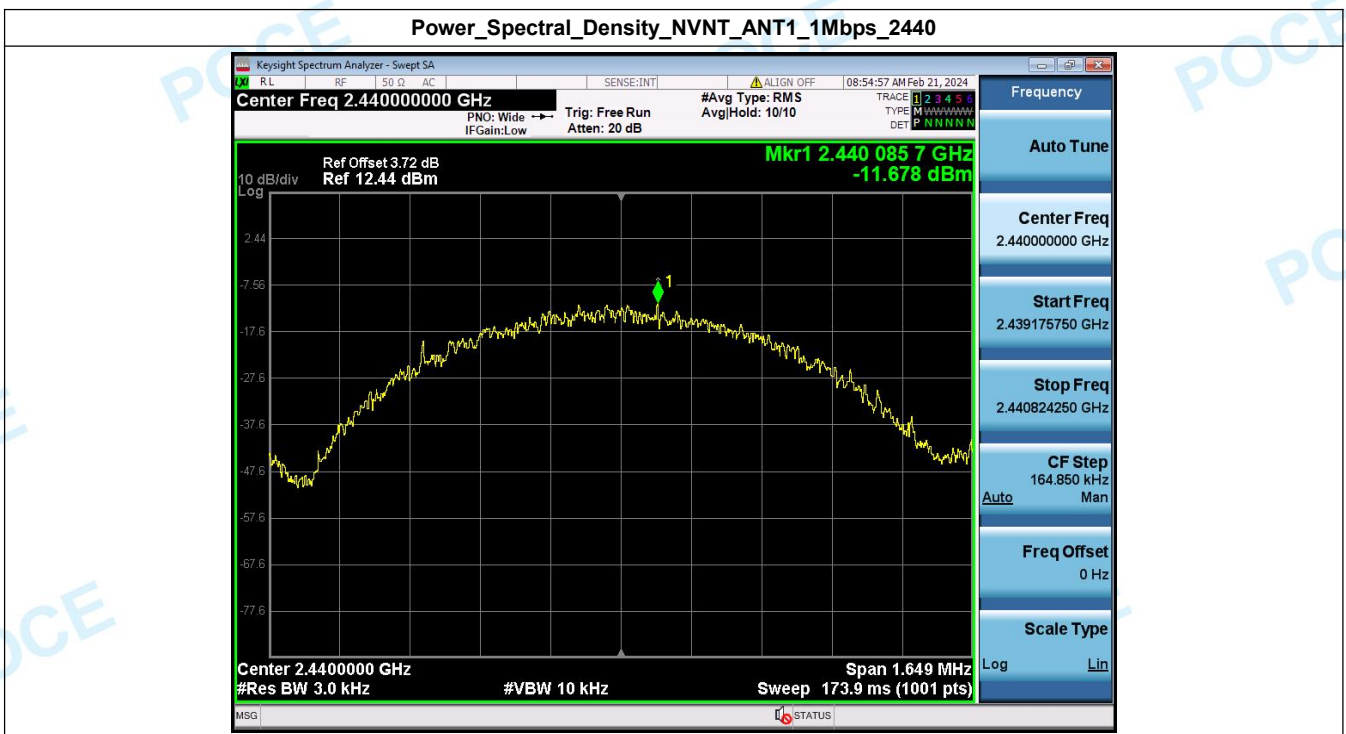 Power_Spectral_Density_NVNT_ANT1_1Mbps_2440
Keysight Spectrum Analyzer - Swept SA
LXI RL RF 50 Ω AC SENSE:INT ALIGN OFF 08:54:57 AM Feb 21, 2024
Center Freq 2.440000000 GHz
PNO: Wide
IFGain:Low
Trig: Free Run
Atten: 20 dB
#Avg Type: RMS
Avg|Hold: 10/10
TRACE 1 2 3 4 5 6
TYPE M W W W W W
DET P N N N N N
Mkr1 2.440 085 7 GHz
-11.678 dBm
Ref Offset 3.72 dB
10 dB/div Ref 12.44 dBm
Log
2.44
-7.56
-17.6
-27.6
-37.6
-47.6
-57.6
-67.6
-77.6
1
Center 2.4400000 GHz Span 1.649 MHz
#Res BW 3.0 kHz #VBW 10 kHz Sweep 173.9 ms (1001 pts)
MSG STATUS
Frequency
Auto Tune
Center Freq
2.440000000 GHz
Start Freq
2.439175750 GHz
Stop Freq
2.440824250 GHz
CF Step
164.850 kHz
Auto Man
Freq Offset
0 Hz
Scale Type
Log Lin
POCE
POCE
POCE
PO
E
POCE